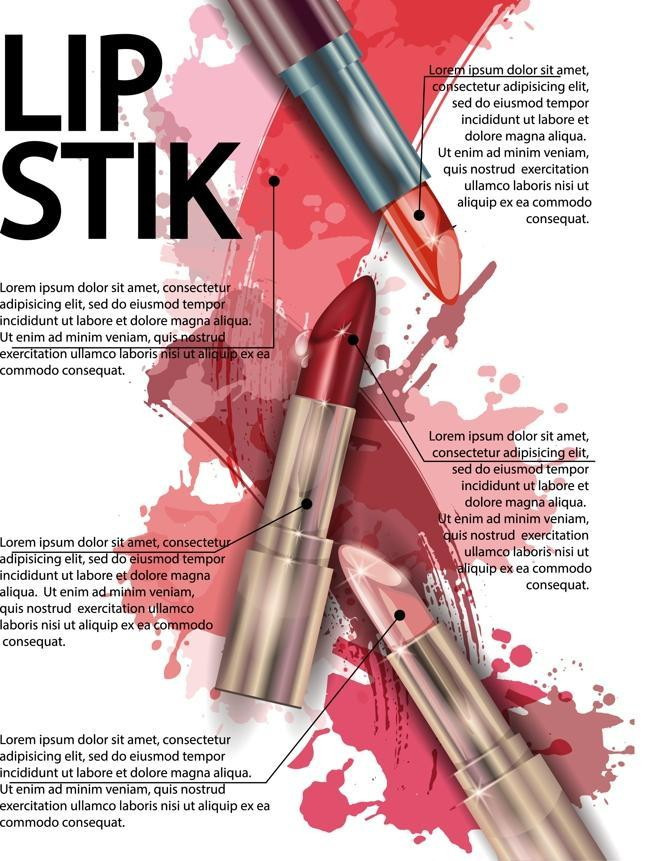 LIP
STIK
Lorem ipsum dolor sit amet,
consectetur adipisicing elit,
sed do eiusmod tempor
incididunt ut labore et
dolore magna aliqua.
Ut enim ad minim veniam,
quis nostrud exercitation
ullamco laboris nisi ut
aliquip ex ea commodo
consequat.
Lorem ipsum dolor sit amet, consectetur
adipisicing elit, sed do eiusmod tempor
incididunt ut labore et dolore magna aliqua.
Ut enim ad minim veniam, quis nostrud
exercitation ullamco laboris nisi ut aliquip ex ea
commodo consequat.
Lorem ipsum dolor sit amet,
consectetur adipisicing elit,
sed do eiusmod tempor
incididunt ut labore et
dolore magna aliqua.
Ut enim ad minim veniam,
quis nostrud exercitation
ullamco laboris nisi ut
aliquip ex ea commodo
consequat.
Lorem ipsum dolor sit amet, consectetur
adipisicing elit, sed do eiusmod tempor
incididunt ut labore et dolore magna
aliqua. Ut enim ad minim veniam,
quis nostrud exercitation ullamco
laboris nisi ut aliquip ex ea commodo
consequat.
Lorem ipsum dolor sit amet, consectetur
adipisicing elit, sed do eiusmod tempor
incididunt ut labore et dolore magna aliqua.
Ut enim ad minim veniam, quis nostrud
exercitation ullamco laboris nisi ut aliquip ex ea
commodo consequat.